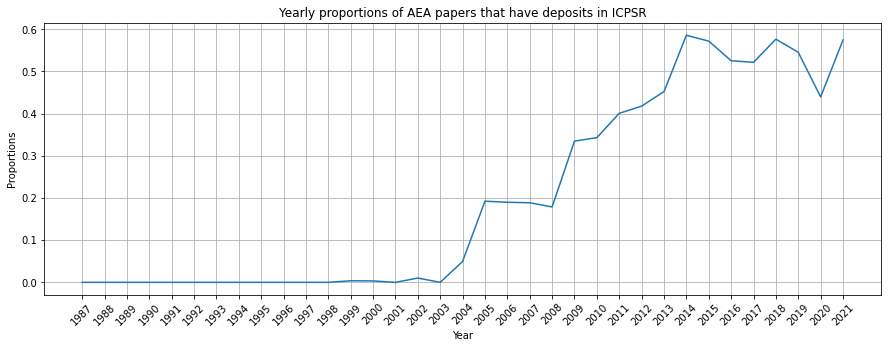 Yearly proportions of AEA papers that have deposits in ICPSR
0.6
0.5
0.4
0.3
0.2
0.1
0.0
Proportions
1987 1988 1989 1990 1991 1992 1993 1994 1995 1996 1997 1998 1999 2000 2001 2002 2003 2004 2005 2006 2007 2008 2009 2010 2011 2012 2013 2014 2015 2016 2017 2018 2019 2020 2021
Year